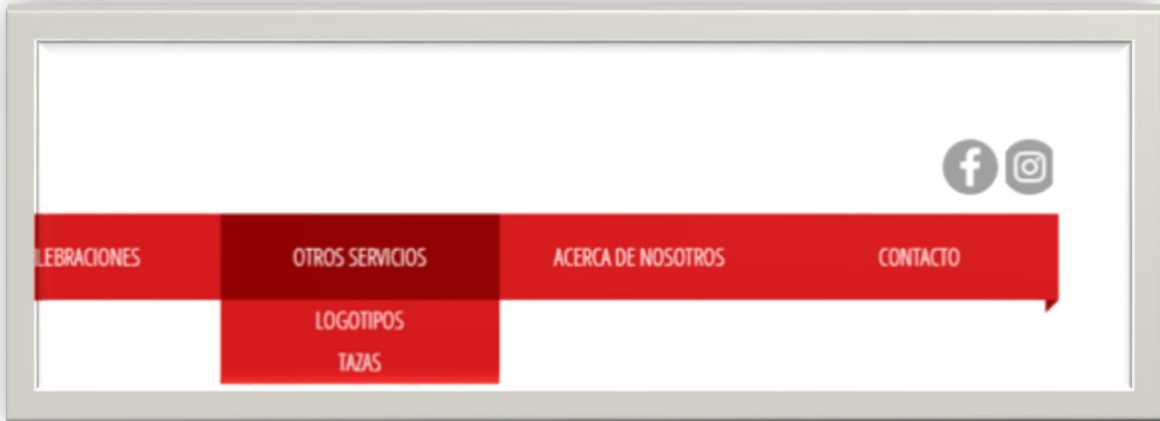 LEBRACIONES OTROS SERVICIOS ACERCA DE NOSOTROS CONTACTO
LOGOTIPOS
TAZAS